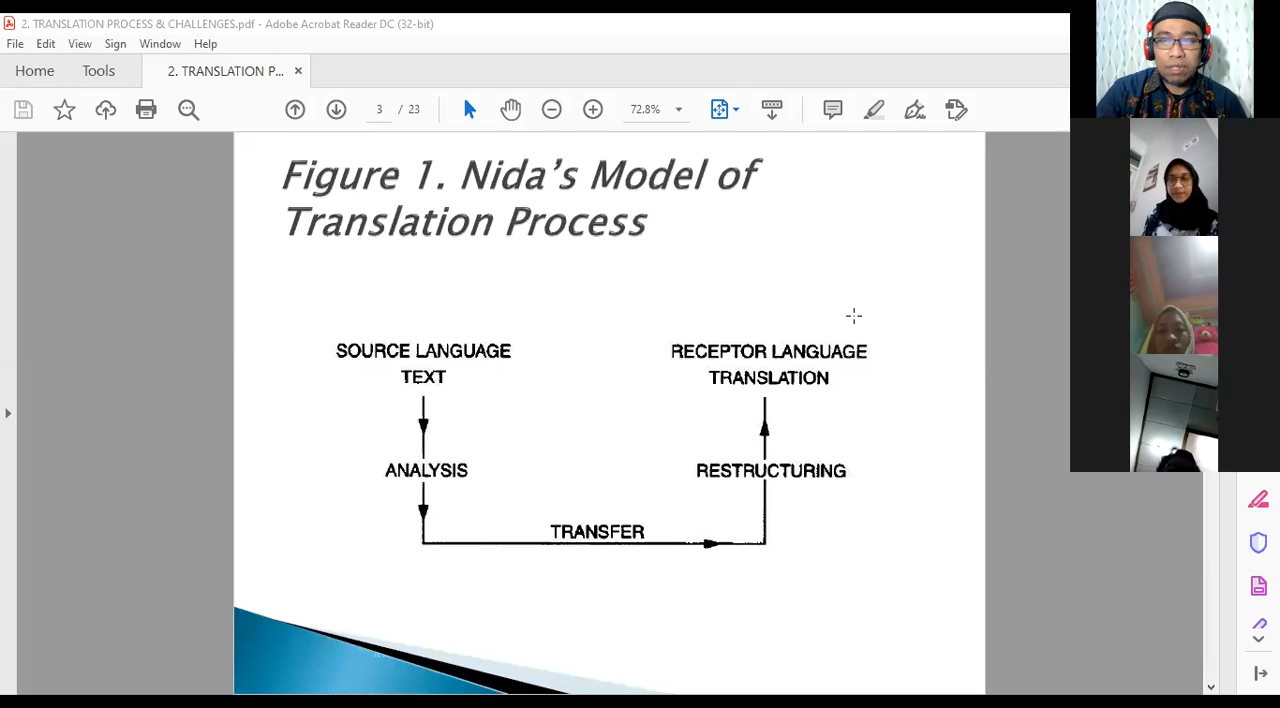 2. TRANSLATION PROCESS & CHALLENGES.pdf - Adobe Acrobat Reader DC (32-bit)
File Edit View Sign Window Help
Home Tools 2. TRANSLATION P... ×
3 / 23 72.8%
Figure 1. Nida's Model of
Translation Process
SOURCE LANGUAGE
TEXT
RECEPTOR LANGUAGE
TRANSLATION
ANALYSIS
RESTRUCTURING
TRANSFER